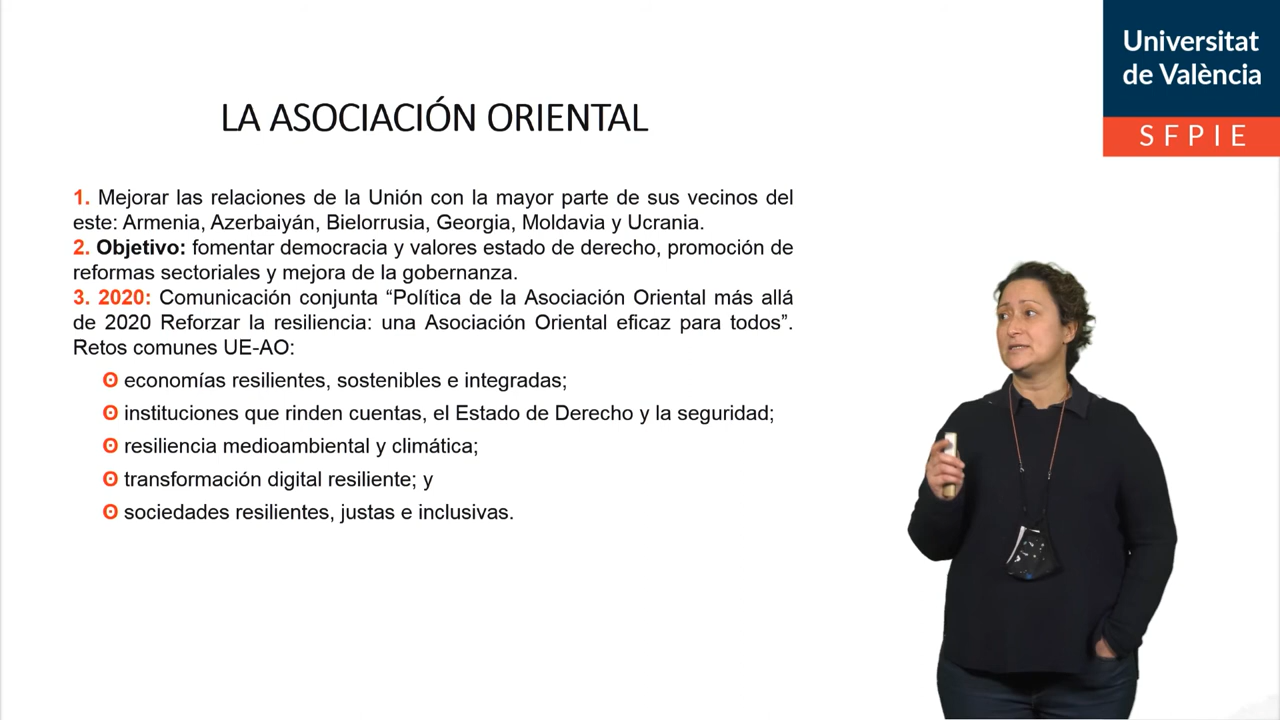 Universitat
de València
SFPIE
LA ASOCIACIÓN ORIENTAL
1. Mejorar las relaciones de la Unión con la mayor parte de sus vecinos del
este: Armenia, Azerbaiyán, Bielorrusia, Georgia, Moldavia y Ucrania.
2. Objetivo: fomentar democracia y valores estado de derecho, promoción de
reformas sectoriales y mejora de la gobernanza.
3. 2020: Comunicación conjunta “Política de la Asociación Oriental más allá
de 2020 Reforzar la resiliencia: una Asociación Oriental eficaz para todos”.
Retos comunes UE-AO:
economías resilientes, sostenibles e integradas;
instituciones que rinden cuentas, el Estado de Derecho y la seguridad;
resiliencia medioambiental y climática;
transformación digital resiliente; y
sociedades resilientes, justas e inclusivas.